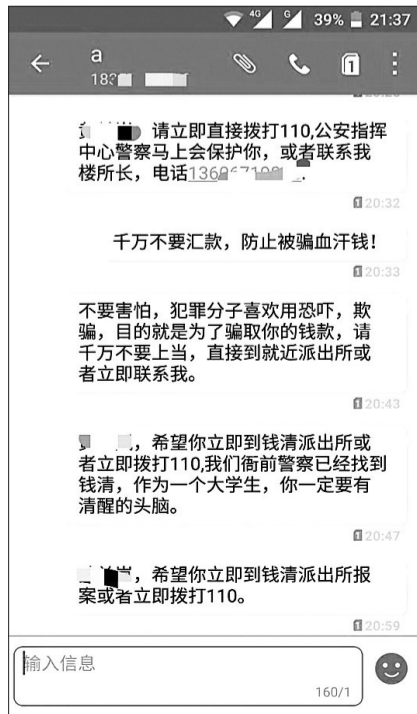 4G G 39% 21:37
a
183
1
请立即直接拨打110,公安指挥
中心警察马上会保护你，或者联系我
楼所长，电话
1 20:32
千万不要汇款，防止被骗血汗钱！
1 20:33
不要害怕，犯罪分子喜欢用恐吓，欺
骗，目的就是为了骗取你的钱款，请
千万不要上当，直接到就近派出所或
者立即联系我。
1 20:43
，希望你立即到钱清派出所或
者立即拨打110,我们衙前警察已经找到
钱清，作为一个大学生，你一定要有
清醒的头脑。
1 20:47
，希望你立即到钱清派出所报
案或者立即拨打110。
1 20:59
输入信息
160/1